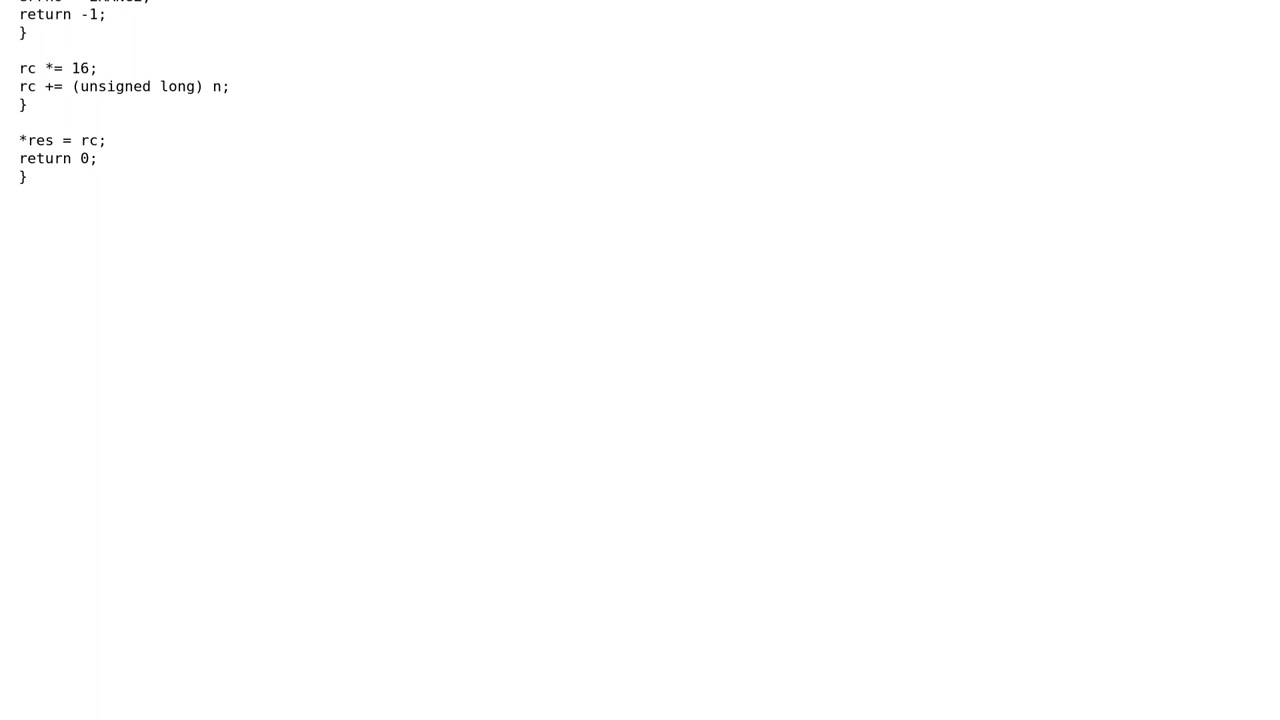 return -1;
}
rc *= 16;
rc += (unsigned long) n;
}
*res = rc;
return 0;
}